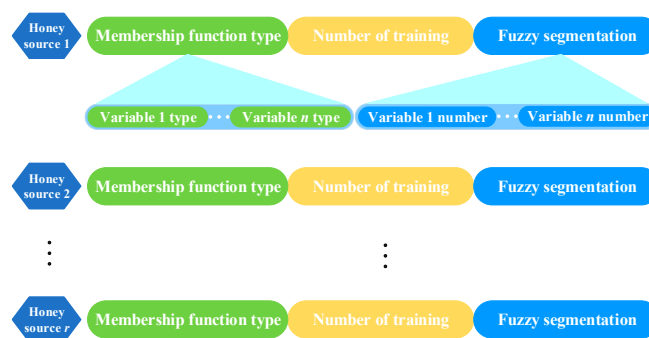 Honey
source 1
Membership function type
Number of training
Fuzzy segmentation
Variable 1 type ··· Variable n type
Variable 1 number ··· Variable n number
Honey
source 2
Membership function type
Number of training
Fuzzy segmentation
Honey
source r
Membership function type
Number of training
Fuzzy segmentation